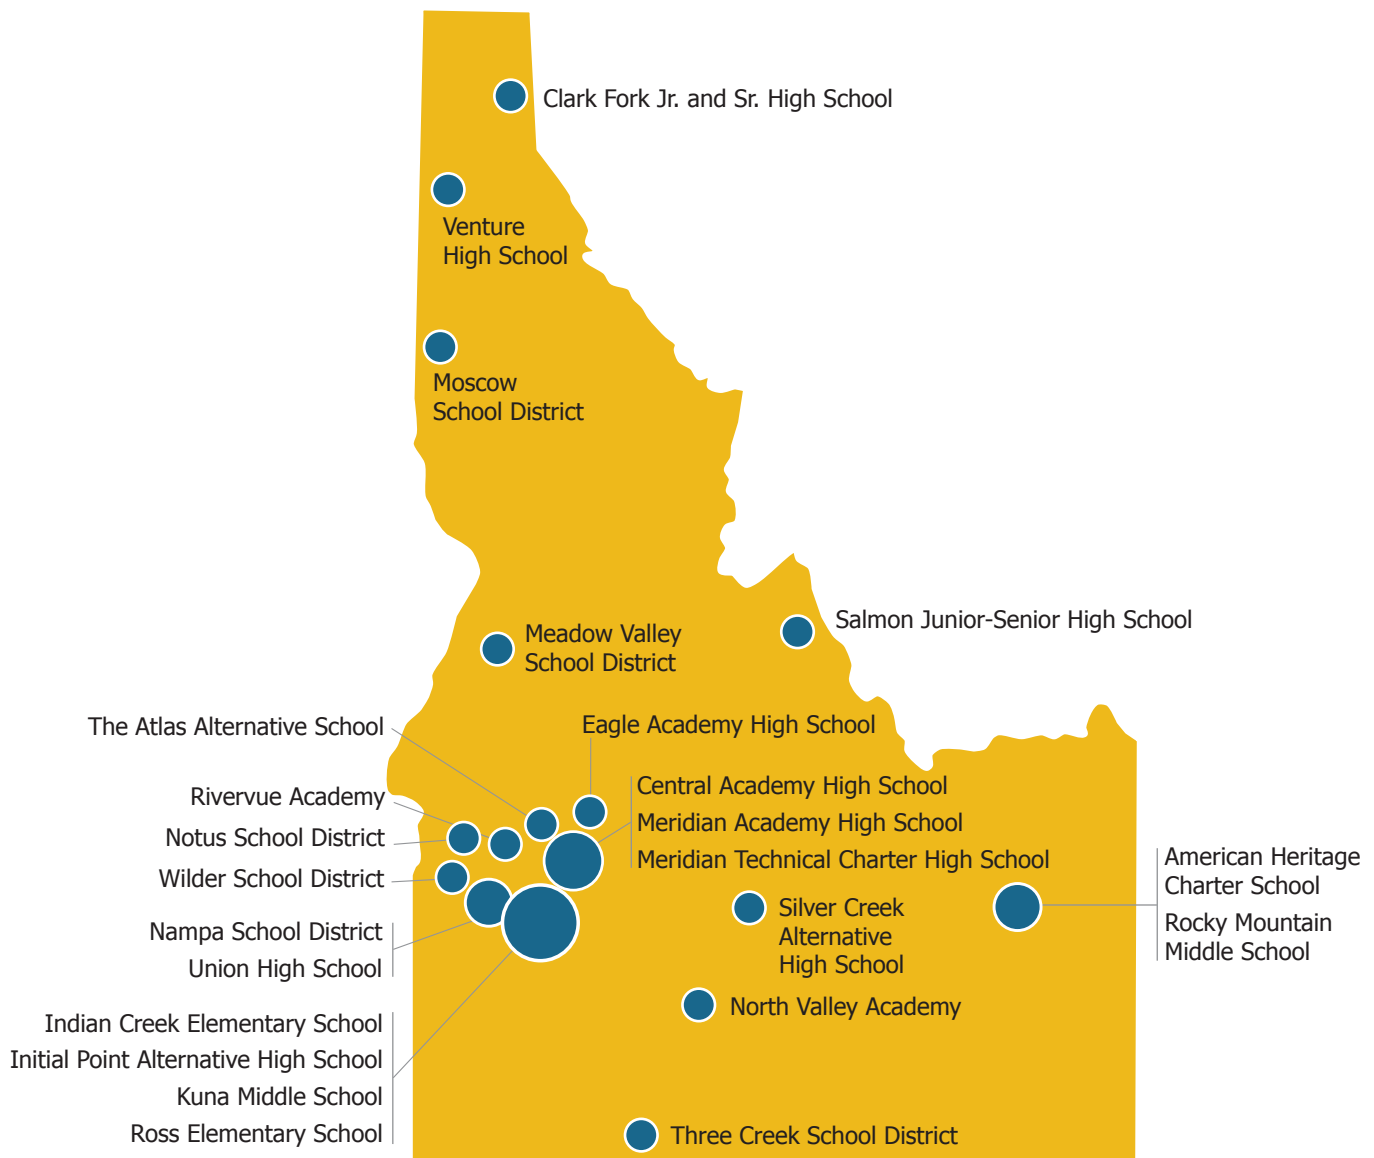 Clark Fork Jr. and Sr. High School
Venture
High School
Moscow
School District
Salmon Junior-Senior High School
Meadow Valley
School District
The Atlas Alternative School
Eagle Academy High School
Rivervue Academy
Notus School District
Wilder School District
Central Academy High School
Meridian Academy High School
Meridian Technical Charter High School
American Heritage
Charter School
Rocky Mountain
Middle School
Silver Creek
Alternative
High School
Nampa School District
Union High School
North Valley Academy
Indian Creek Elementary School
Initial Point Alternative High School
Kuna Middle School
Ross Elementary School
Three Creek School District